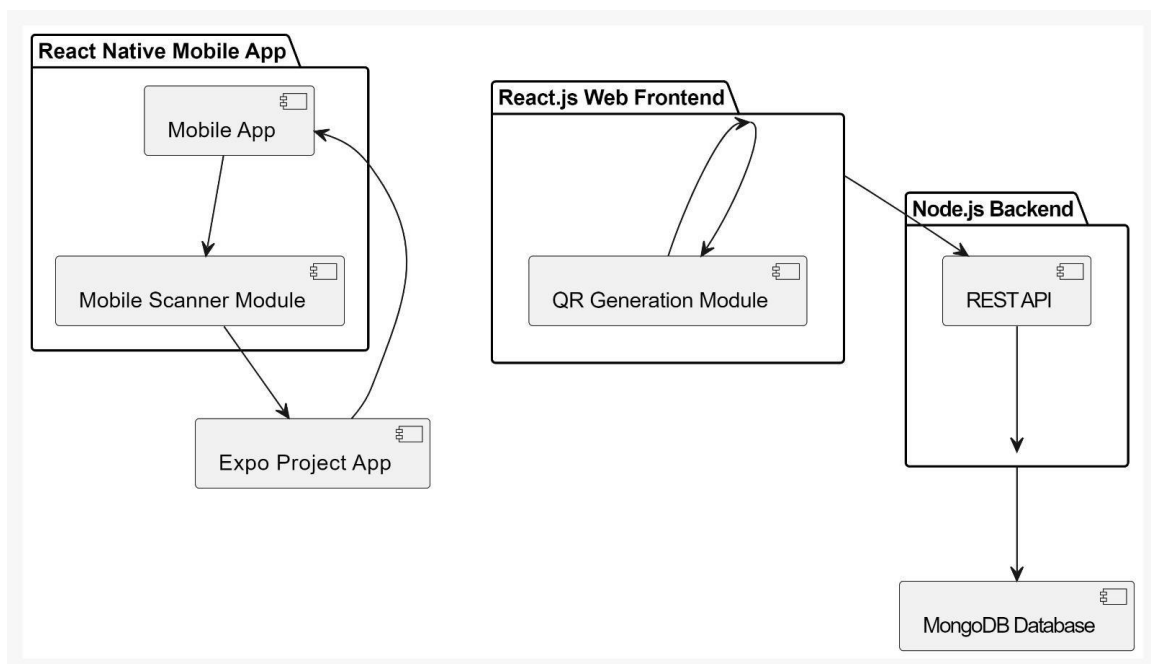 React Native Mobile App
Mobile App
Mobile Scanner Module
Expo Project App
React.js Web Frontend
QR Generation Module
Node.js Backend
REST API
MongoDB Database